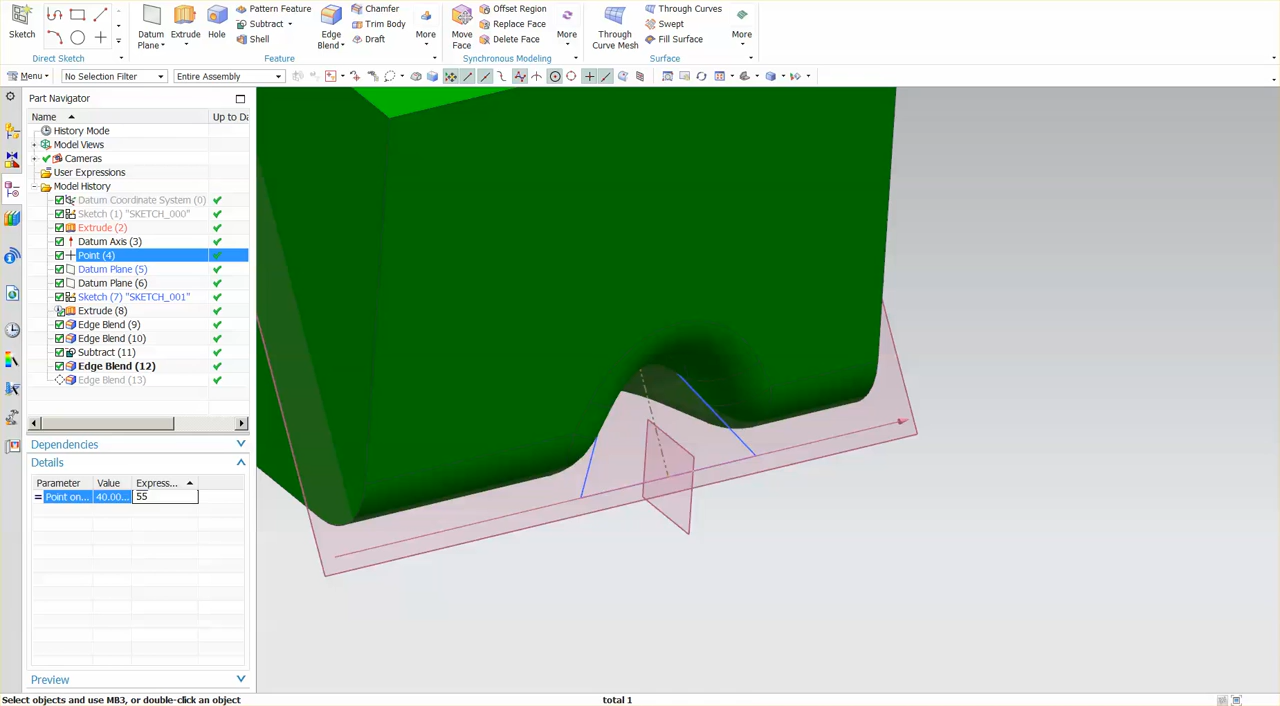 Sketch
Direct Sketch
Datum Plane
Extrude
Hole
Pattern Feature
Subtract
Shell
Edge Blend
Chamfer
Trim Body
Draft
More
Feature
Move Face
Offset Region
Replace Face
Delete Face
More
Synchronous Modeling
Through Curve Mesh
Through Curves
Swept
Fill Surface
More
Surface
Menu
No Selection Filter
Entire Assembly
Part Navigator
Name
Up to Da
History Mode
Model Views
Cameras
User Expressions
Model History
Datum Coordinate System (0)
Sketch (1) "SKETCH_000"
Extrude (2)
Datum Axis (3)
Point (4)
Datum Plane (5)
Datum Plane (6)
Sketch (7) "SKETCH_001"
Extrude (8)
Edge Blend (9)
Edge Blend (10)
Subtract (11)
Edge Blend (12)
Edge Blend (13)
Dependencies
Details
Parameter Value Express...
Point on... 40.00... 55
Preview
Select objects and use MB3, or double-click an object
total 1